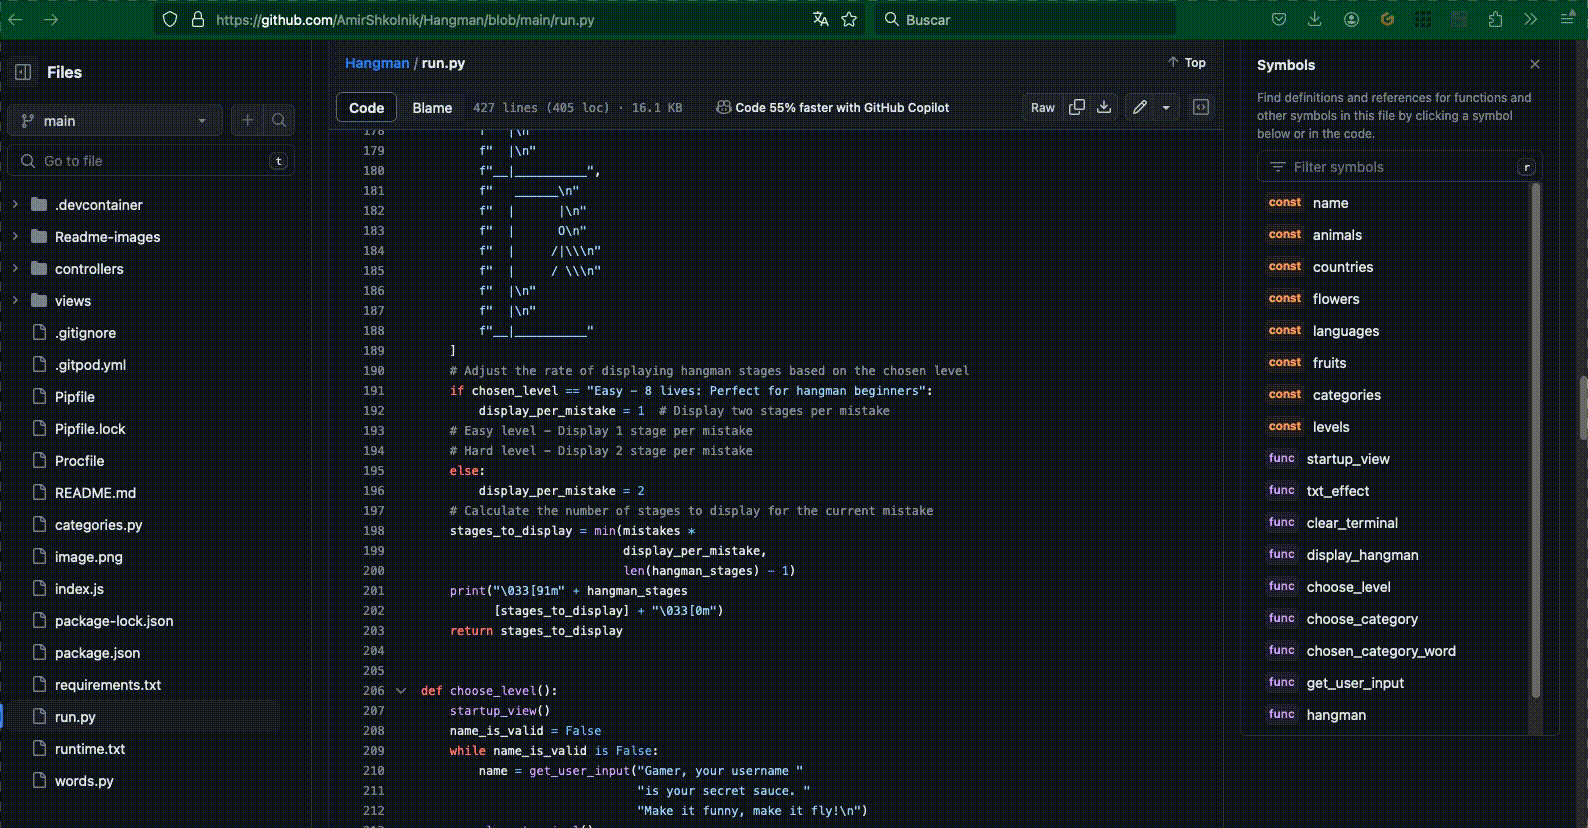 https://github.com/AmirShkolnik/Hangman/blob/main/run.py
Buscar
Files
main
Go to file
t
.devcontainer
Readme-images
controllers
views
.gitignore
.gitpod.yml
Pipfile
Pipfile.lock
Procfile
README.md
categories.py
image.png
index.js
package-lock.json
package.json
requirements.txt
run.py
runtime.txt
words.py
Hangman / run.py
Top
Code
Blame
427 lines (405 loc) · 16.1 KB
Code 55% faster with GitHub Copilot
Raw
178 f"  |\n"
179 f"  |\n"
180 f"__|__________",
181 f"   ______\n"
182 f"  |      |\n"
183 f"  |      O\n"
184 f"  |     /|\\\n"
185 f"  |     / \\\n"
186 f"  |\n"
187 f"  |\n"
188 f"__|__________"
189 ]
190 # Adjust the rate of displaying hangman stages based on the chosen level
191 if chosen_level == "Easy - 8 lives: Perfect for hangman beginners":
192 display_per_mistake = 1  # Display two stages per mistake
193 # Easy level - Display 1 stage per mistake
194 # Hard level - Display 2 stage per mistake
195 else:
196 display_per_mistake = 2
197 # Calculate the number of stages to display for the current mistake
198 stages_to_display = min(mistakes *
199 display_per_mistake,
200 len(hangman_stages) - 1)
201 print("\033[91m" + hangman_stages
202 [stages_to_display] + "\033[0m")
203 return stages_to_display
204
205
206 def choose_level():
207 startup_view()
208 name_is_valid = False
209 while name_is_valid is False:
210 name = get_user_input("Gamer, your username "
211 "is your secret sauce. "
212 "Make it funny, make it fly!\n")
Symbols
Find definitions and references for functions and
other symbols in this file by clicking a symbol
below or in the code.
Filter symbols
r
const name
const animals
const countries
const flowers
const languages
const fruits
const categories
const levels
func startup_view
func txt_effect
func clear_terminal
func display_hangman
func choose_level
func choose_category
func chosen_category_word
func get_user_input
func hangman